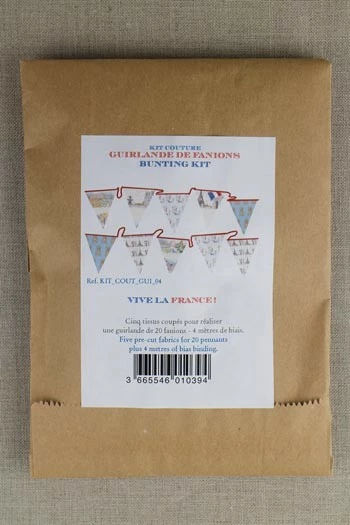 KIT COUTURE
GUIRLANDE DE FANIONS
BUNTING KIT
Ref. KIT_COUT_GUI_04
VIVE LA FRANCE!
Cinq tissus coupés pour réaliser
une guirlande de 20 fanions - 4 mètres de biais.
Five pre-cut fabrics for 20 pennants
plus 4 metres of bias binding.
3 665546 010394